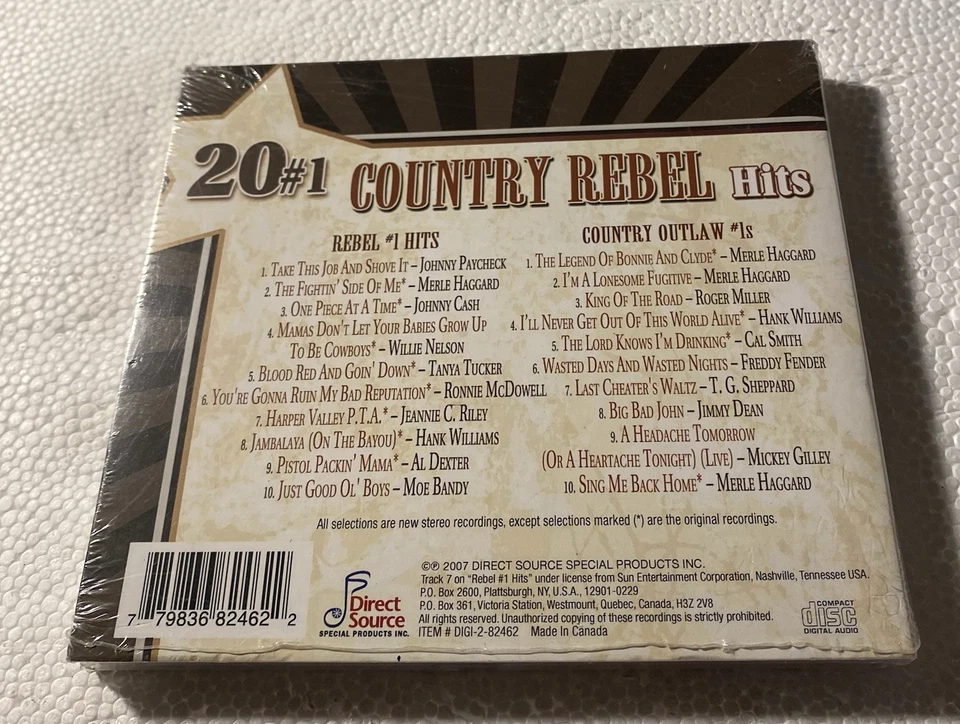 20 #1 COUNTRY REBEL Hits
REBEL #1 HITS
1. TAKE THIS JOB AND SHOVE IT – JOHNNY PAYCHECK
2. THE FIGHTIN' SIDE OF ME* – MERLE HAGGARD
3. ONE PIECE AT A TIME* – JOHNNY CASH
4. MAMAS DON'T LET YOUR BABIES GROW UP
TO BE COWBOYS* – WILLIE NELSON
5. BLOOD RED AND GOIN' DOWN* – TANYA TUCKER
6. YOU'RE GONNA RUIN MY BAD REPUTATION* – RONNIE MCDOWELL
7. HARPER VALLEY P.T.A.* – JEANNIE C. RILEY
8. JAMBALAYA (ON THE BAYOU)* – HANK WILLIAMS
9. PISTOL PACKIN' MAMA* – AL DEXTER
10. JUST GOOD OL' BOYS – MOE BANDY
COUNTRY OUTLAW #1s
1. THE LEGEND OF BONNIE AND CLYDE* – MERLE HAGGARD
2. I'M A LONESOME FUGITIVE – MERLE HAGGARD
3. KING OF THE ROAD – ROGER MILLER
4. I'LL NEVER GET OUT OF THIS WORLD ALIVE* – HANK WILLIAMS
5. THE LORD KNOWS I'M DRINKING* – CAL SMITH
6. WASTED DAYS AND WASTED NIGHTS – FREDDY FENDER
7. LAST CHEATER'S WALTZ – T. G. SHEPPARD
8. BIG BAD JOHN – JIMMY DEAN
9. A HEADACHE TOMORROW
(OR A HEARTACHE TONIGHT) (LIVE) – MICKEY GILLEY
10. SING ME BACK HOME* – MERLE HAGGARD
All selections are new stereo recordings, except selections marked (*) are the original recordings.
7 79836 82462 2
Direct
Source
SPECIAL PRODUCTS INC.
©℗ 2007 DIRECT SOURCE SPECIAL PRODUCTS INC.
Track 7 on "Rebel #1 Hits" under license from Sun Entertainment Corporation, Nashville, Tennessee USA.
P.O. Box 2600, Plattsburgh, NY, U.S.A., 12901-0229
P.O. Box 361, Victoria Station, Westmount, Quebec, Canada, H3Z 2V8
All rights reserved. Unauthorized copying of these recordings is strictly prohibited.
ITEM # DIGI-2-82462 Made In Canada
COMPACT
disc
DIGITAL AUDIO